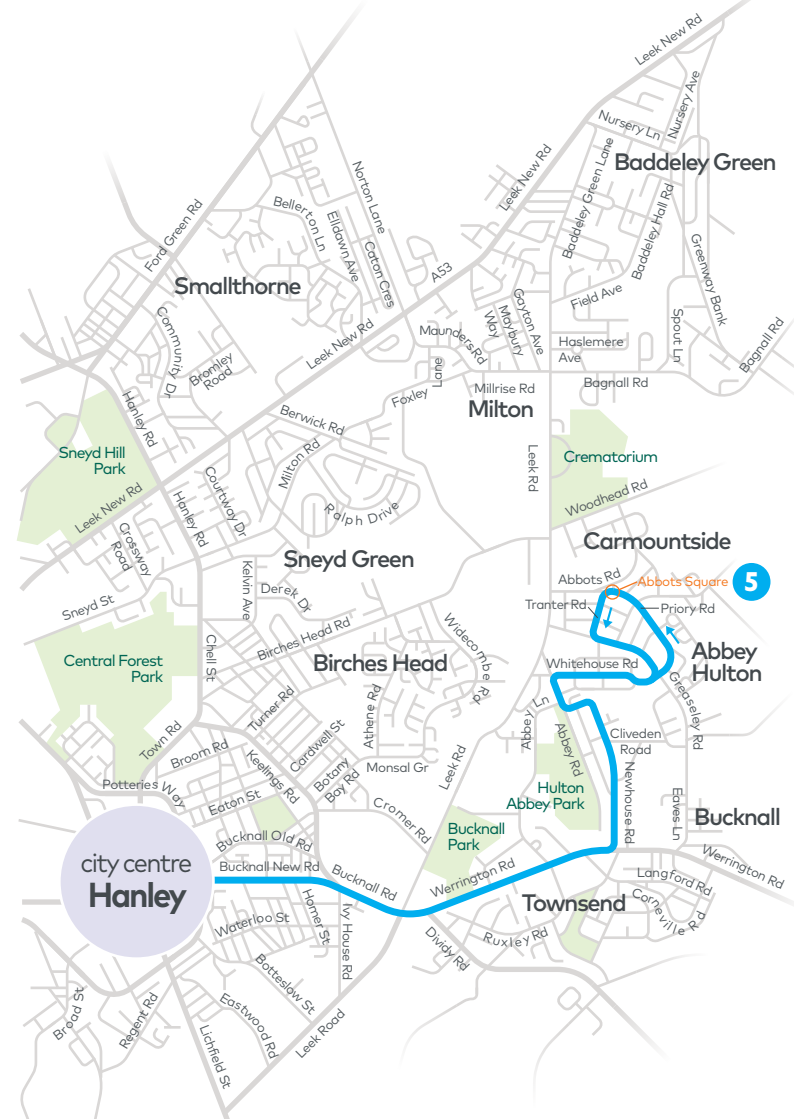 Leek New Rd
Nursery Ave
Nursery Ln
Baddeley Green
Norton Lane
Leek New Rd
Baddeley Green Lane
Baddeley Hall Rd
Bellerton Ln
Elldawn Ave
Caton Cres
Ford Green Rd
Greenway Bank
A53
Smallthorne
Field Ave
Gayton Ave
Maybury
Way
Spout Ln
Bagnall Rd
Community Dr
Bromley
Road
Leek New Rd
Maunders Rd
Haslemere
Ave
Foxley
Lane
Millrise Rd
Bagnall Rd
Milton
Hanley Rd
Berwick Rd
Milton Rd
Sneyd Hill
Park
Leek Rd
Crematorium
Leek New Rd
Courtway Dr
Hanley Rd
Ralph Drive
Woodhead Rd
Crossway
Road
Carmountside
Sneyd Green
Kelvin Ave
Derek Dr
Abbots Rd
Abbots Square
5
Sneyd St
Tranter Rd
Priory Rd
Birches Head Rd
Widecombe Rd
Chell St
Central Forest
Park
Birches Head
Whitehouse Rd
Abbey
Hulton
Greaseley Rd
Turner Rd
Athene Rd
Abbey Ln
Abbey Rd
Town Rd
Broom Rd
Keelings Rd
Cardwell St
Botany
Bay Rd
Monsal Gr
Leek Rd
Cliveden
Road
Newhouse Rd
Potteries Way
Eaton St
Cromer Rd
Hulton
Abbey Park
Eaves Ln
Bucknall
Bucknall
Park
Bucknall Old Rd
city centre
Hanley
Bucknall New Rd
Bucknall Rd
Werrington Rd
Werrington Rd
Langford Rd
Corneville Rd
Homer St
Ivy House Rd
Townsend
Waterloo St
Dividy Rd
Ruxley Rd
Botteslow St
Eastwood Rd
Broad St
Regent Rd
Lichfield St
Leek Road